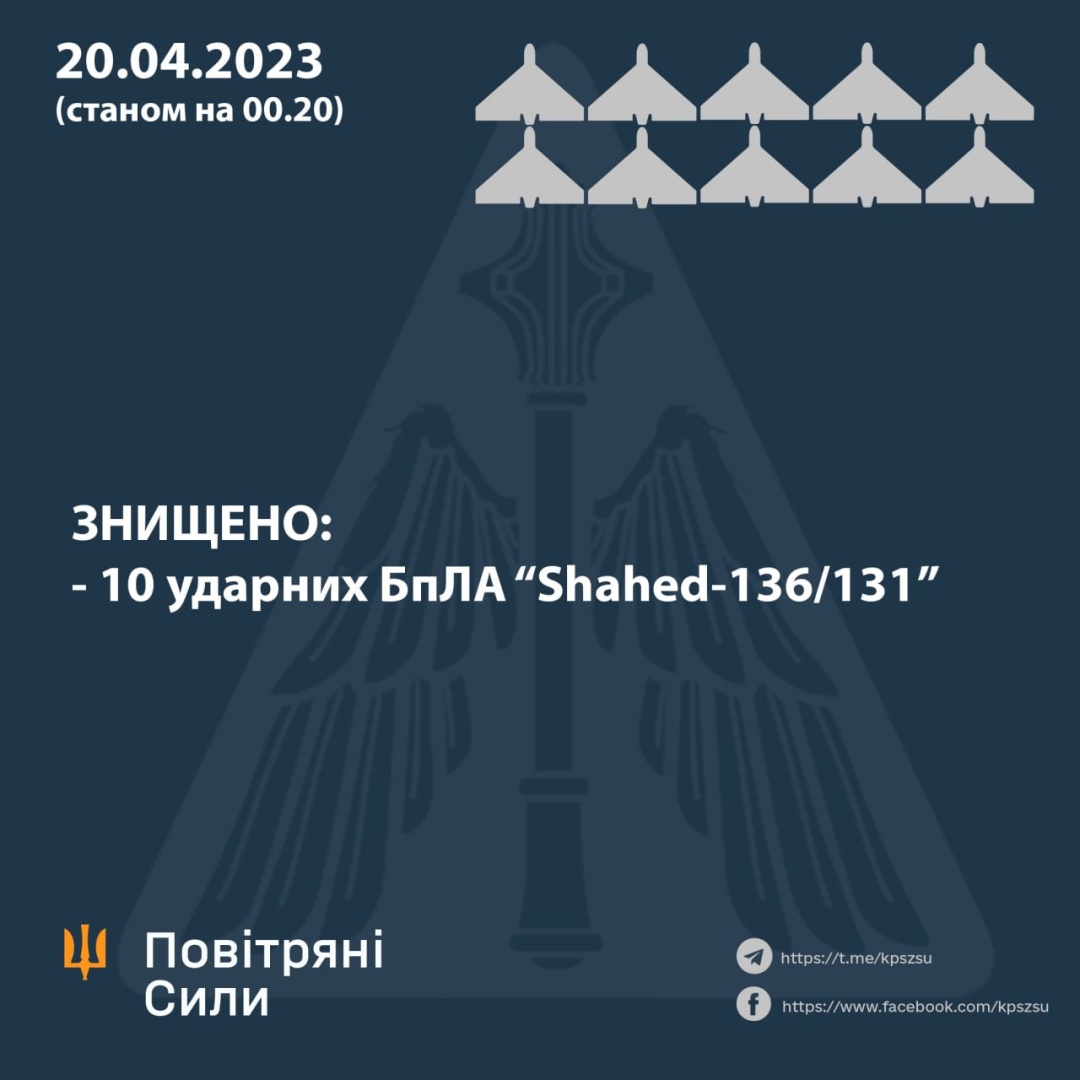 20.04.2023
(станом на 00.20)
ЗНИЩЕНО:
- 10 ударних БпЛА “Shahed-136/131”
Повітряні
Сили
https://t.me/kpszsu
https://www.facebook.com/kpszsu